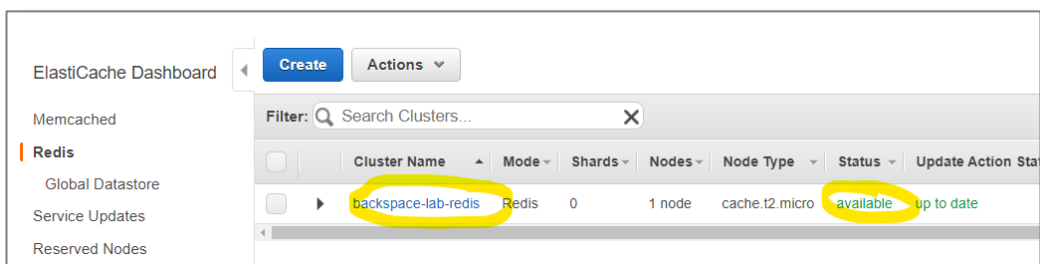 ElastiCache Dashboard
Memcached
Redis
Global Datastore
Service Updates
Reserved Nodes
Create Actions
Filter: Search Clusters...
Cluster Name Mode Shards Nodes Node Type Status Update Action Stat
backspace-lab-redis Redis 0 1 node cache.t2.micro available up to date